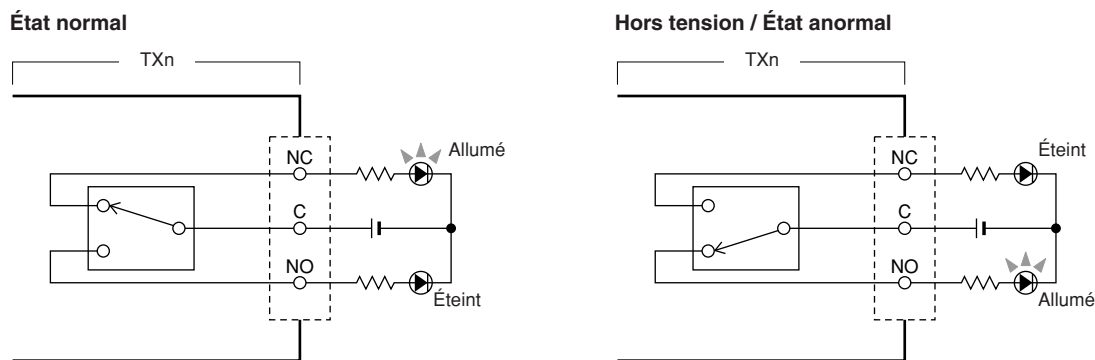 État normal
TXn
NC
Allumé
C
NO
Éteint
Hors tension / État anormal
TXn
NC
Éteint
C
NO
Allumé